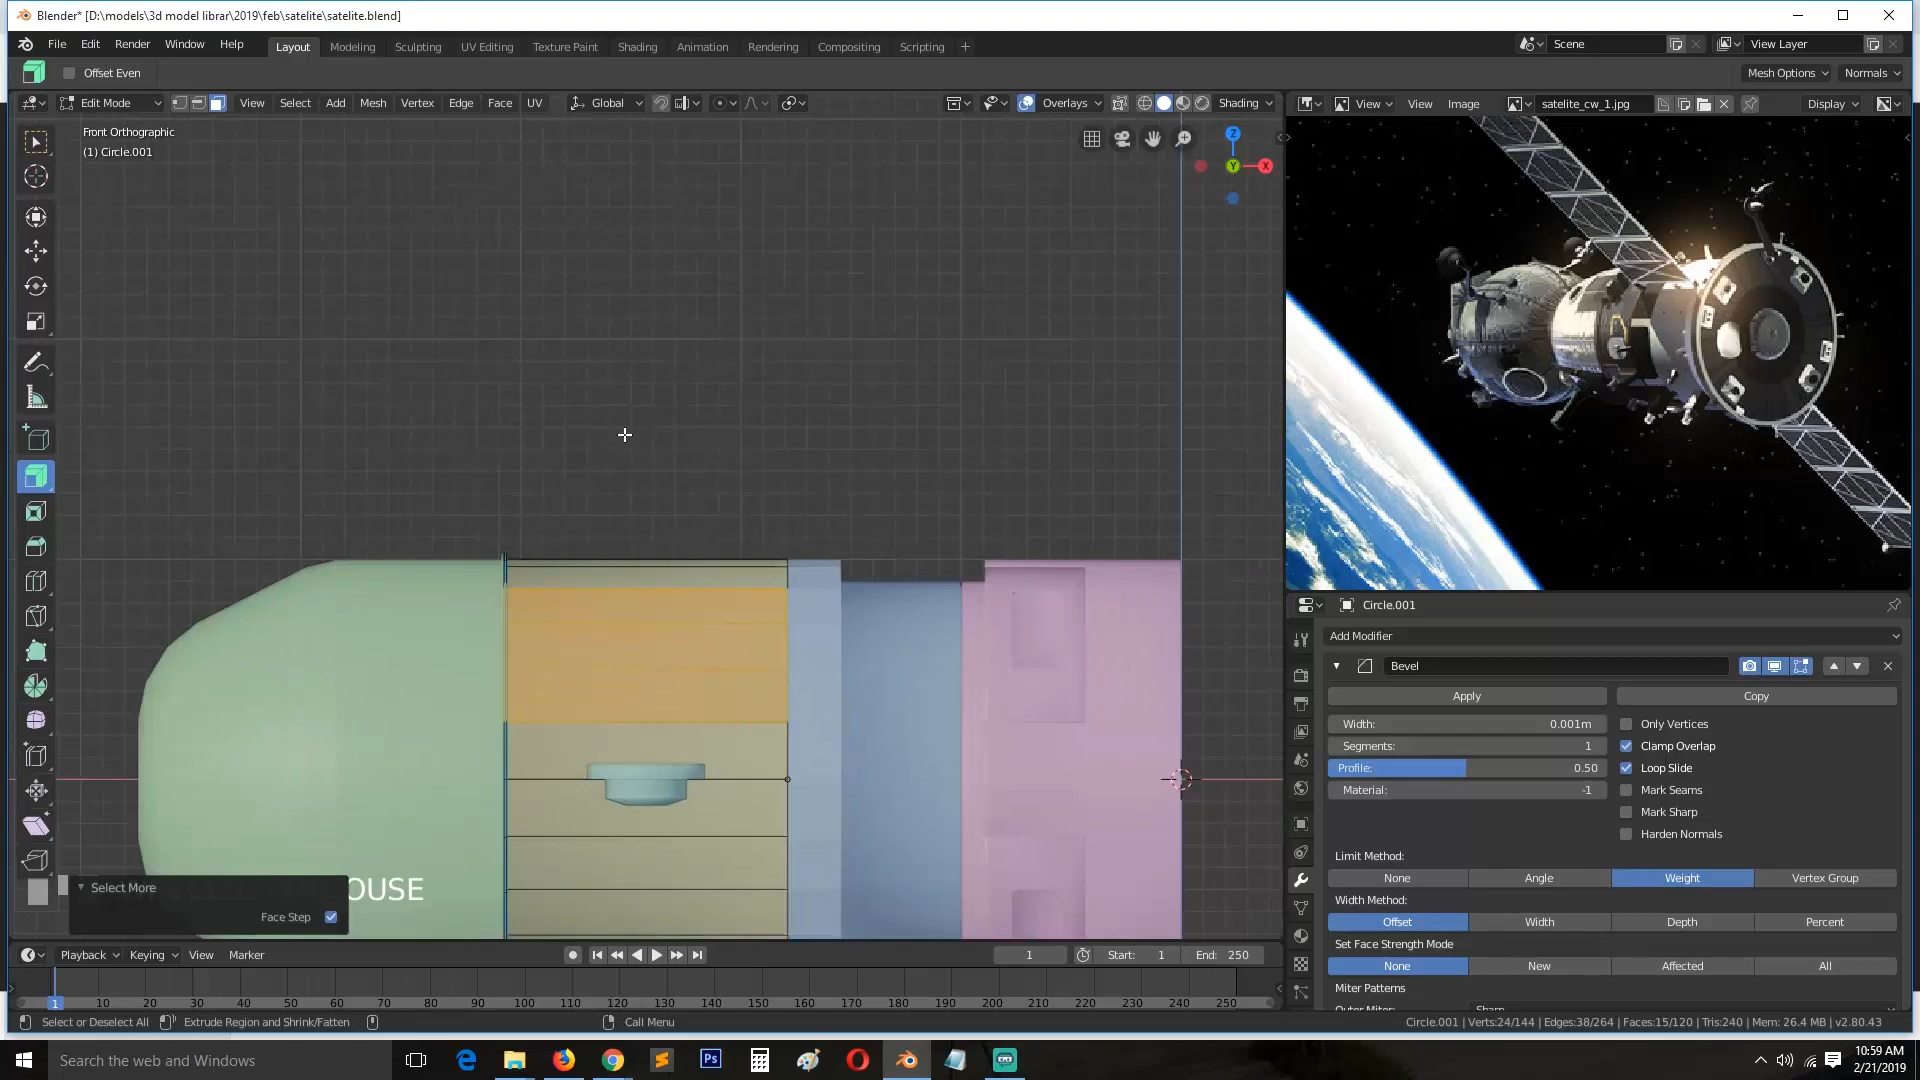 Blender* [D:\models\3d model librar\2019\feb\satelite\satelite.blend]
File Edit Render Window Help Layout Modeling Sculpting UV Editing Texture Paint Shading Animation Rendering Compositing Scripting + Scene View Layer
Offset Even Mesh Options Normals
Edit Mode View Select Add Mesh Vertex Edge Face UV Global Overlays Shading View View Image satelite_cw_1.jpg Display
Front Orthographic
(1) Circle.001
Z
Y X
Circle.001
Add Modifier
Bevel
Apply Copy
Width: 0.001m Only Vertices
Segments: 1 Clamp Overlap
Profile: 0.50 Loop Slide
Material: -1 Mark Seams
Mark Sharp
Harden Normals
Limit Method:
None Angle Weight Vertex Group
Width Method:
Offset Width Depth Percent
Set Face Strength Mode
None New Affected All
Miter Patterns
Select More OUSE
Face Step
Playback Keying View Marker 1 Start: 1 End: 250
1 10 20 30 40 50 60 70 80 90 100 110 120 130 140 150 160 170 180 190 200 210 220 230 240 250
Select or Deselect All Extrude Region and Shrink/Fatten Call Menu Circle.001 | Verts:24/144 | Edges:38/264 | Faces:15/120 | Tris:240 | Mem: 26.4 MB | v2.80.43
Search the web and Windows Ps 10:59 AM
2/21/2019